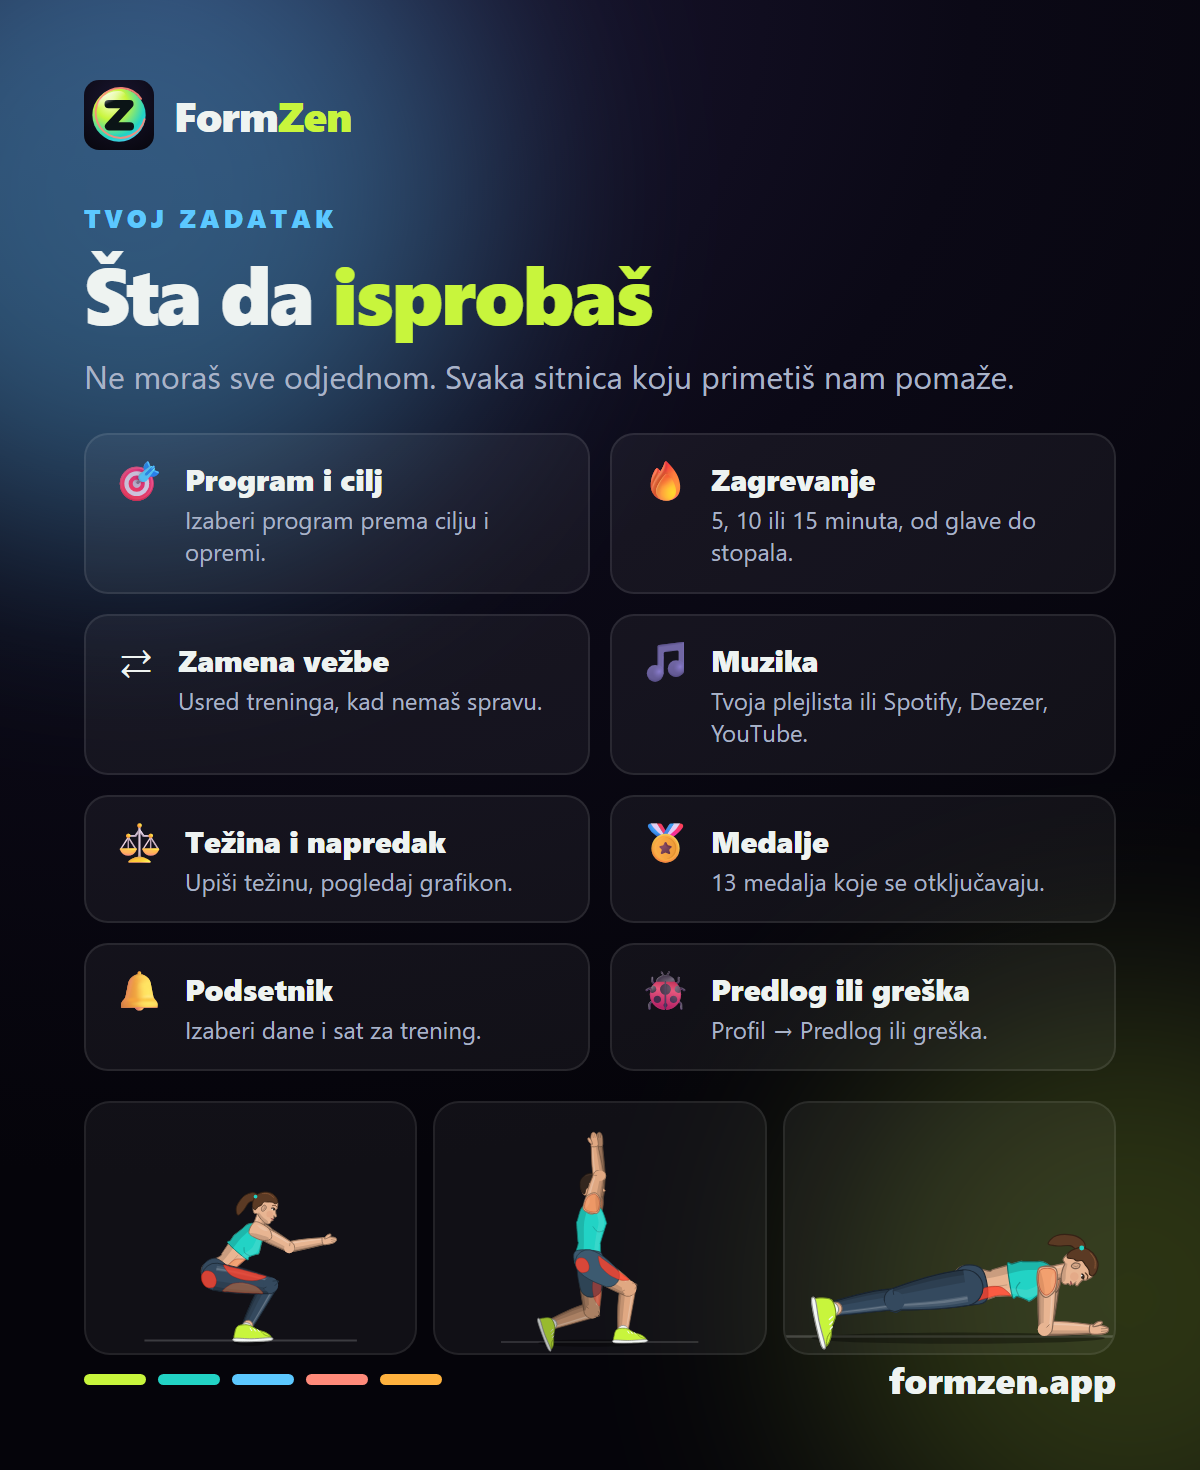 FormZen
TVOJ ZADATAK
Šta da isprobaš
Ne moraš sve odjednom. Svaka sitnica koju primetiš nam pomaže.
Program i cilj
Izaberi program prema cilju i
opremi.
Zagrevanje
5, 10 ili 15 minuta, od glave do
stopala.
Zamena vežbe
Usred treninga, kad nemaš spravu.
Muzika
Tvoja plejlista ili Spotify, Deezer,
YouTube.
Težina i napredak
Upiši težinu, pogledaj grafikon.
Medalje
13 medalja koje se otključavaju.
Podsetnik
Izaberi dane i sat za trening.
Predlog ili greška
Profil → Predlog ili greška.
formzen.app